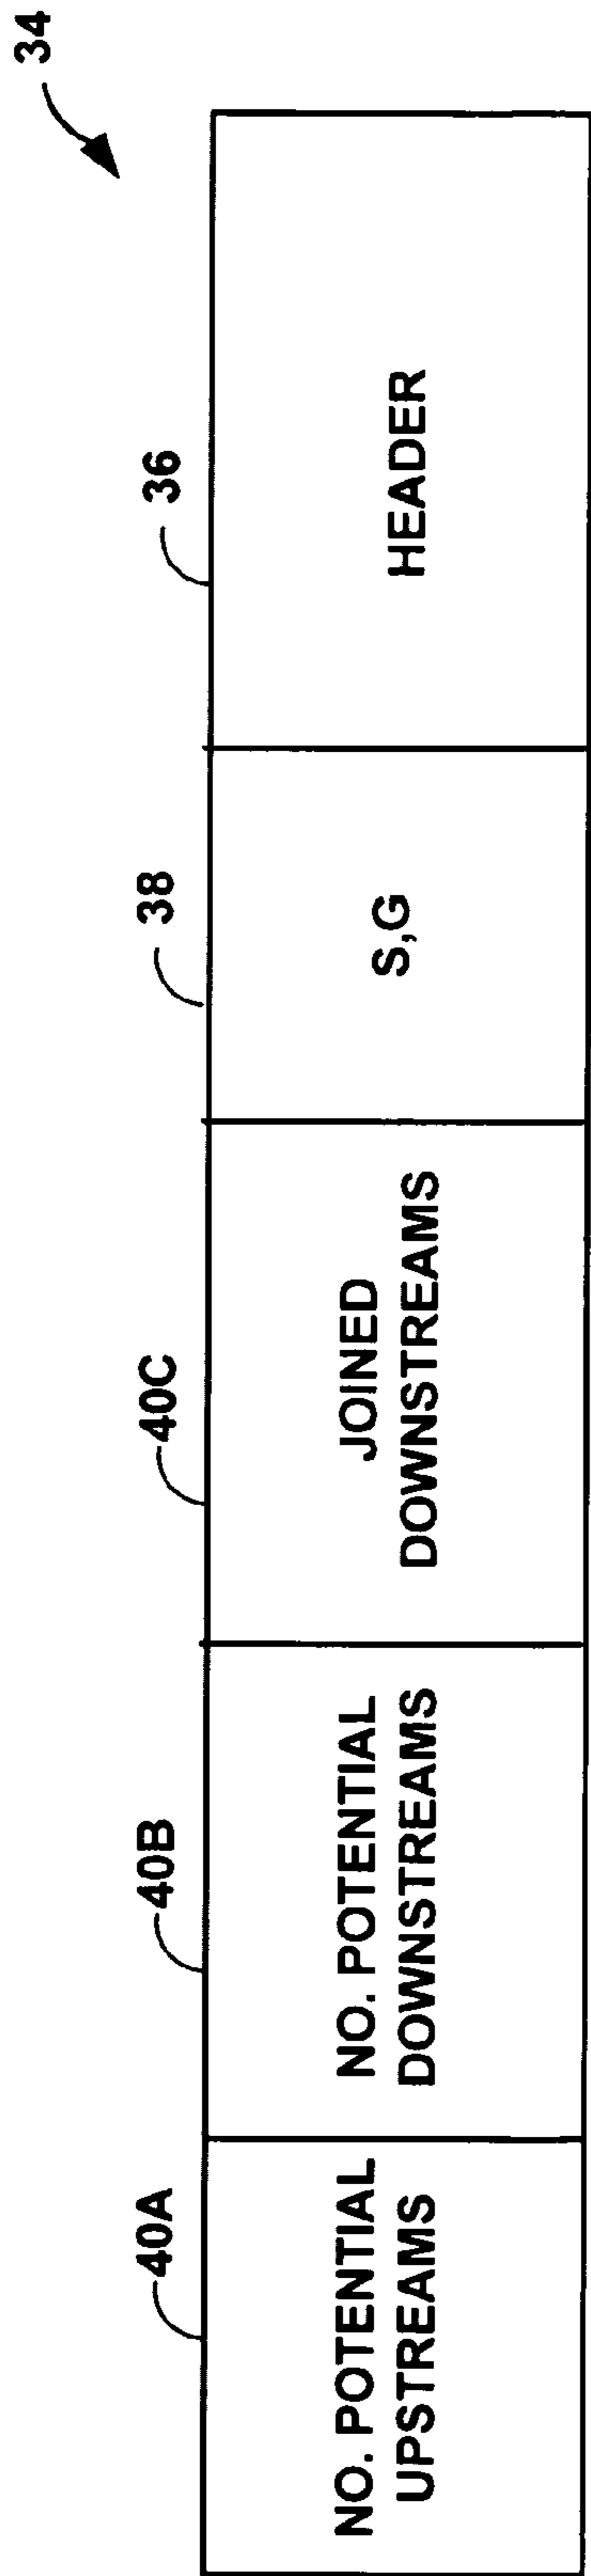 34
40A
40B
40C
38
36
NO. POTENTIAL
UPSTREAMS
NO. POTENTIAL
DOWNSTREAMS
JOINED
DOWNSTREAMS
S,G
HEADER